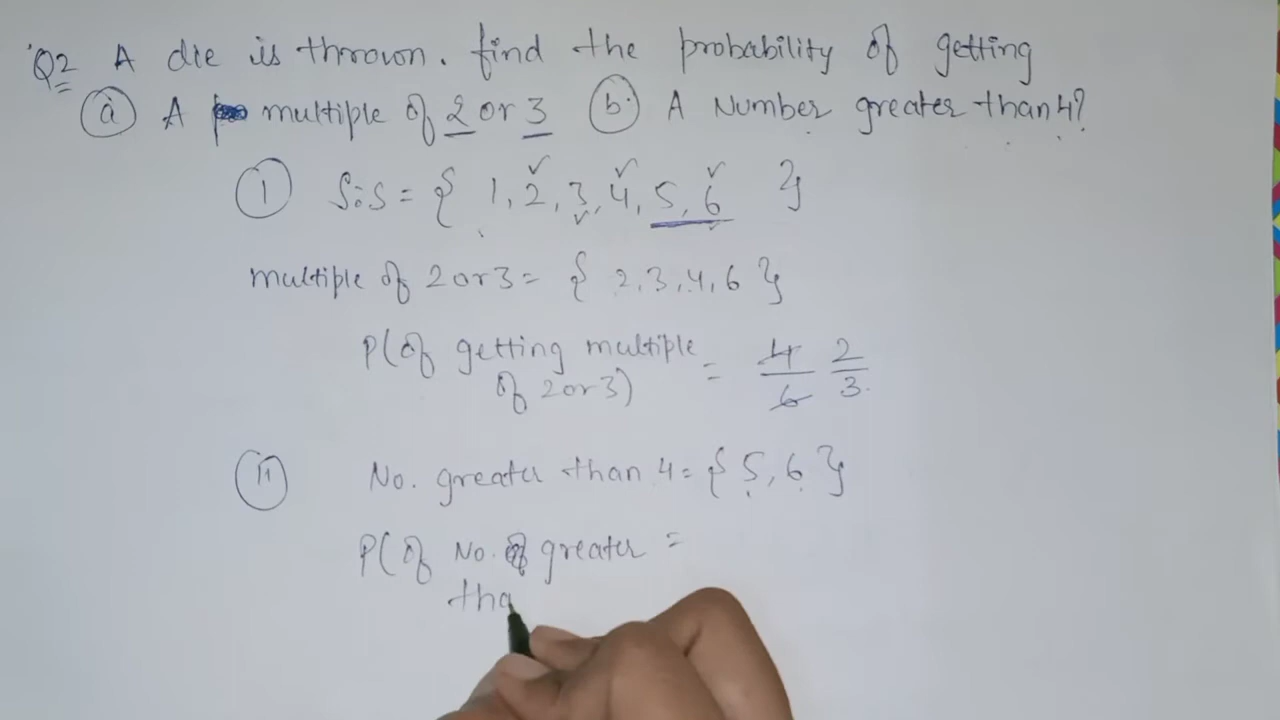 Q2 A die is thrown. find the probability of getting
(a) A multiple of 2 or 3 (b) A Number greater than 4?
(1) S:S = { 1, 2, 3, 4, 5, 6 }
multiple of 2 or 3 = { 2, 3, 4, 6 }
P(of getting multiple of 2 or 3) = 4/6 2/3
(11) No. greater than 4 = { 5, 6 }
P(of No. greater =
tha